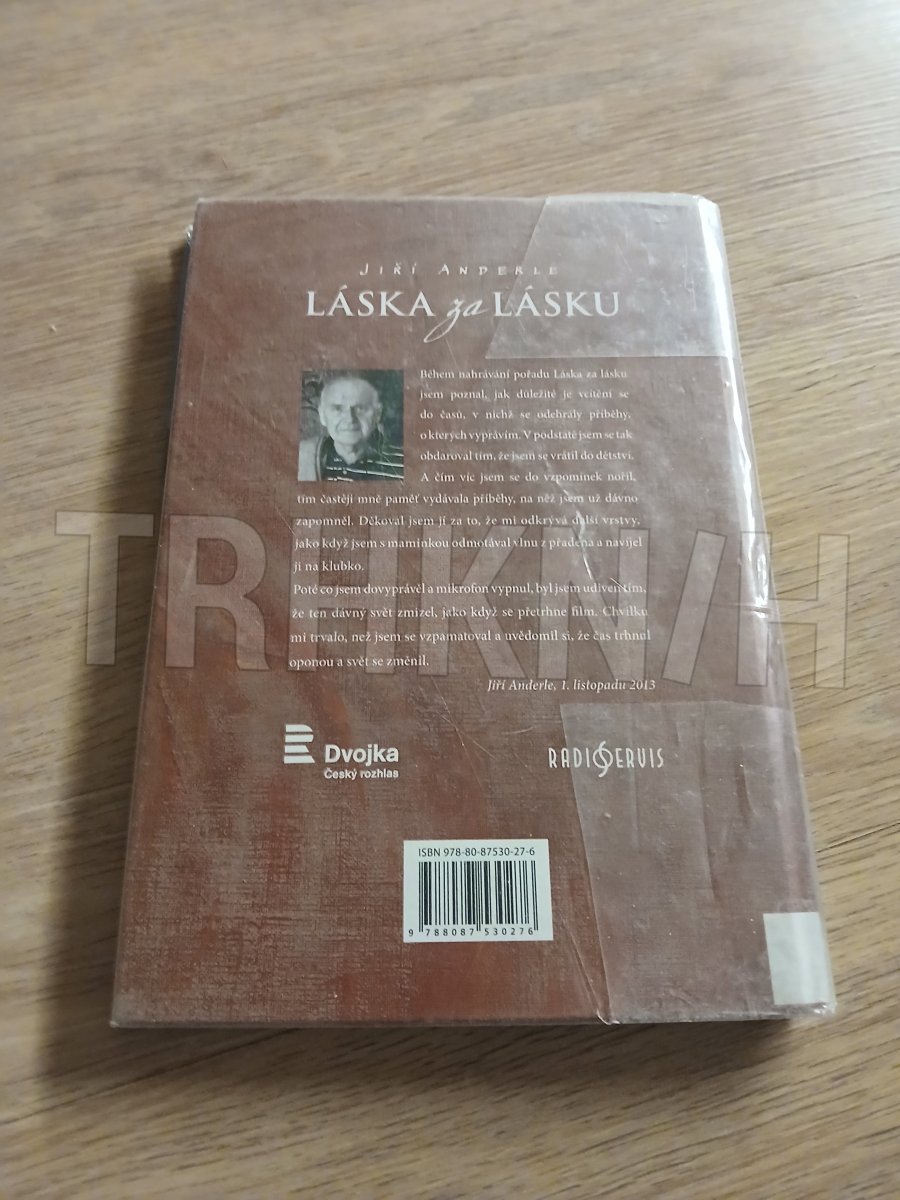 JIŘÍ ANDERLE
LÁSKA za LÁSKU
Během nahrávání pořadu Láska za lásku
jsem poznal, jak důležité je vcítění se
do časů, v nichž se odehrály příběhy,
o kterých vyprávím. V podstatě jsem se tak
obdaroval tím, že jsem se vrátil do dětství.
A čím víc jsem se do vzpomínek nořil,
tím častěji mně paměť vydávala příběhy, na něž jsem už dávno
zapomněl. Děkoval jsem jí za to, že mi odkrývá další vrstvy,
jako když jsem s maminkou odmotával vlnu z přadena a navíjel
ji na klubko.
Poté co jsem dovyprávěl a mikrofon vypnul, byl jsem udiven tím,
že ten dávný svět zmizel, jako když se přetrhne film. Chvilku
mi trvalo, než jsem se vzpamatoval a uvědomil si, že čas trhnul
oponou a svět se změnil.
Jiří Anderle, 1. listopadu 2013
Dvojka
Český rozhlas
RADIOSERVIS
ISBN 978-80-87530-27-6
9 788087 530276
TRHKNIH